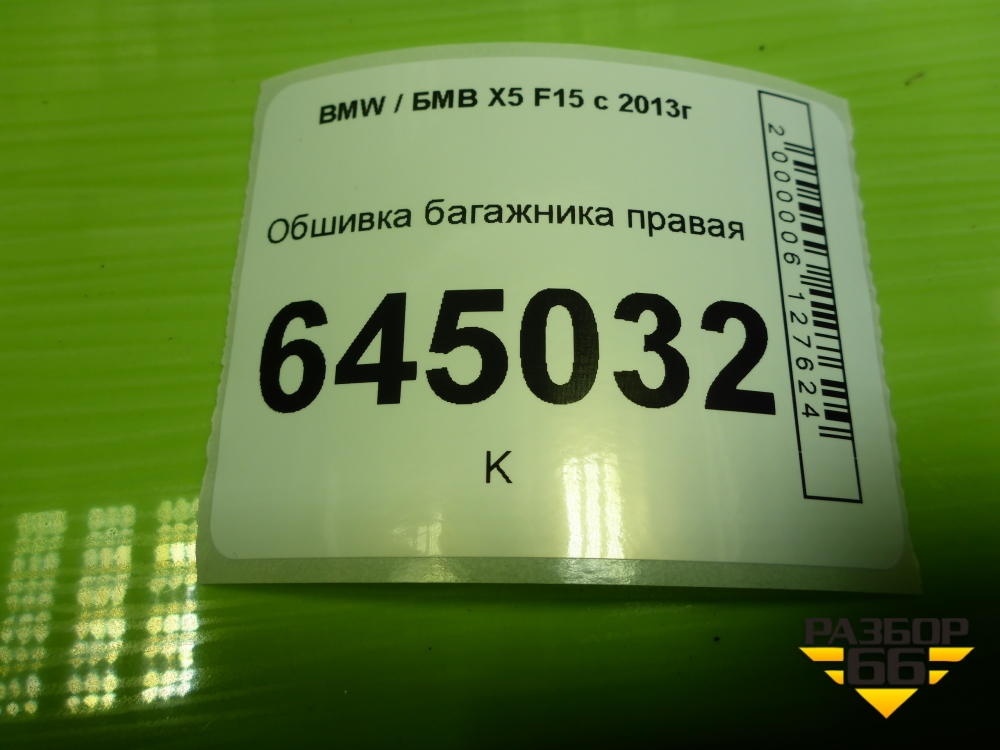 BMW / БМВ X5 F15 с 2013г
Обшивка багажника правая
645032
К
2000006127624
РАЗБОР
66